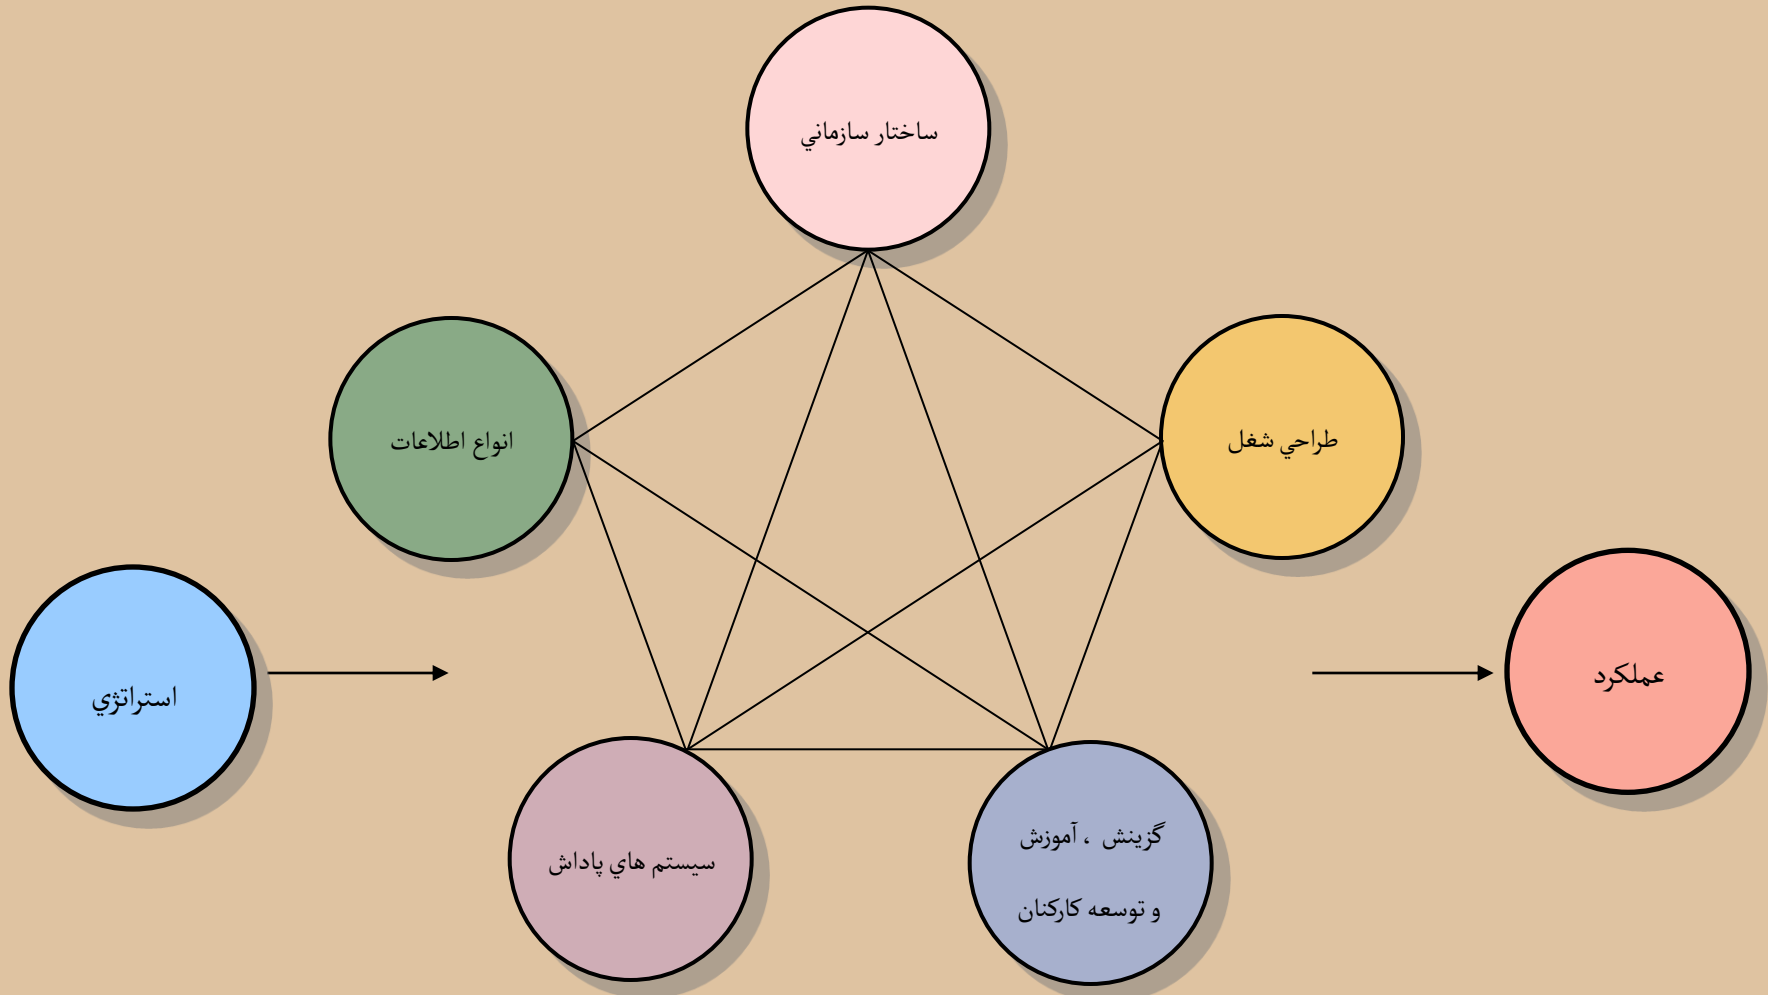 ساختار سازماني
انواع اطلاعات
طراحي شغل
استراتژي
عملكرد
سيستم هاي پاداش
گزينش ، آموزش
و توسعه كاركنان